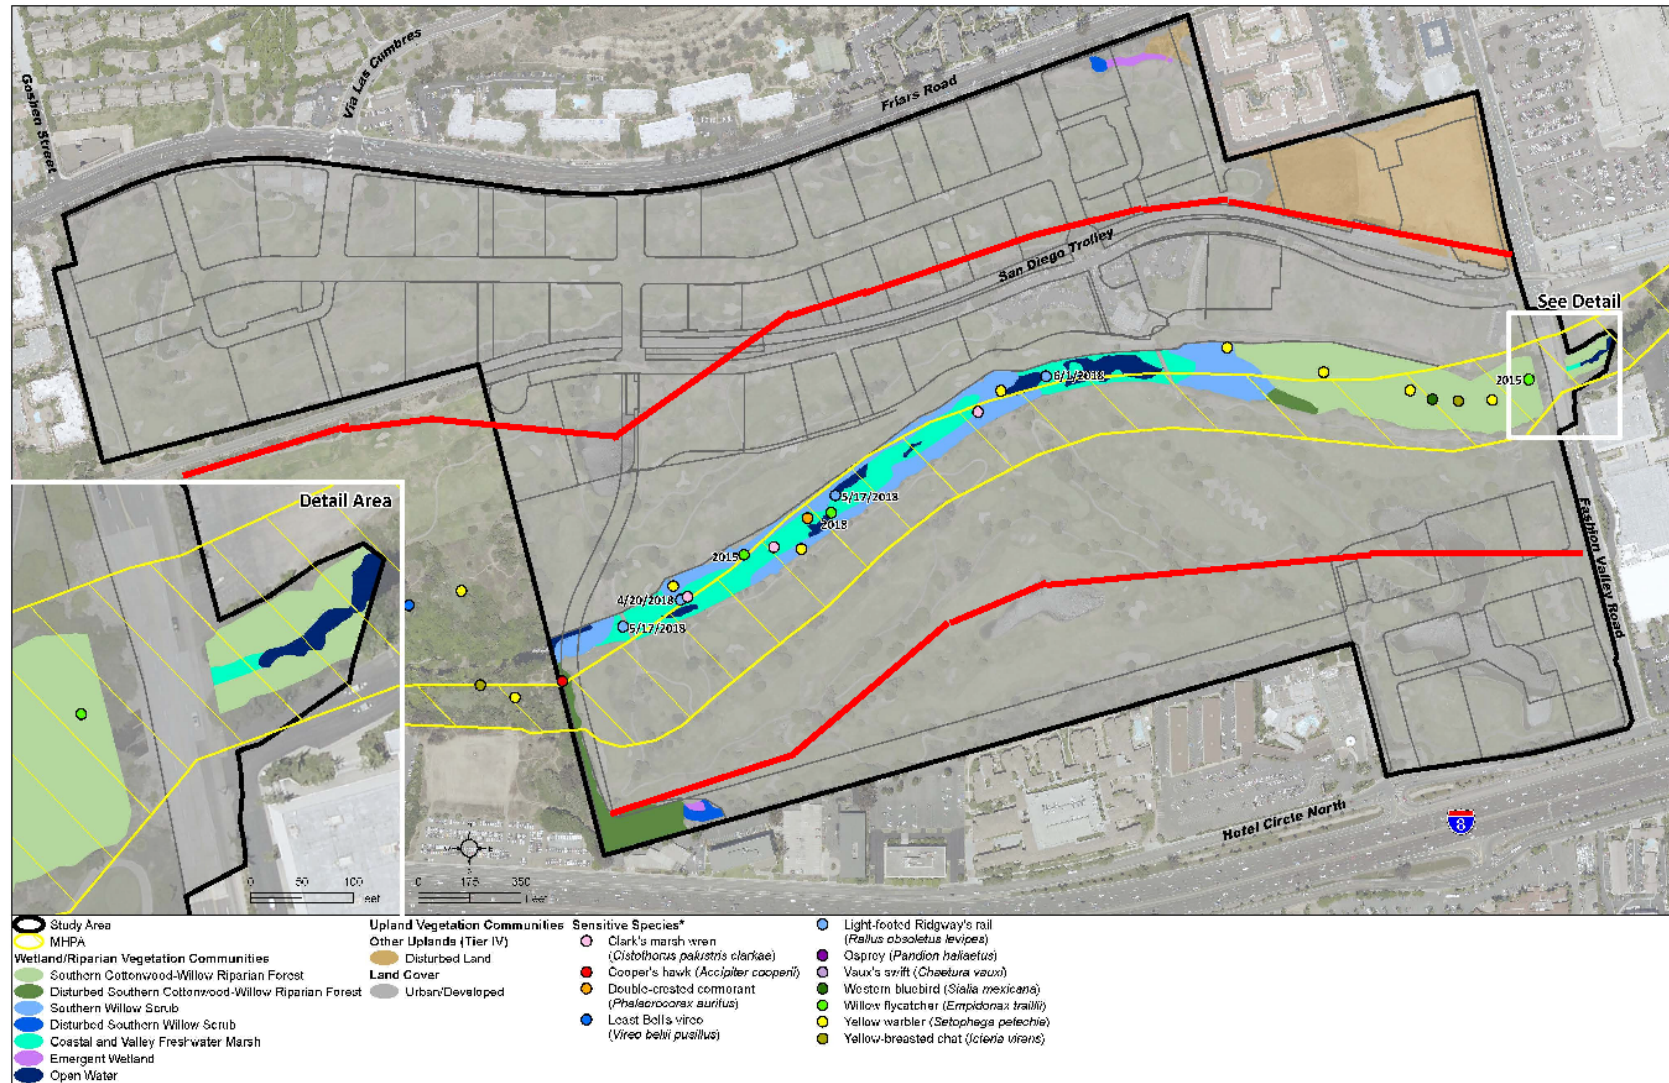 Goshen Street
Via Las Cumbres
Friars Road
San Diego Trolley
See Detail
2015
6/1/2018
5/17/2018
2018
2015
4/20/2018
5/17/2018
Fashion Valley Road
Hotel Circle North
8
Detail Area
0 50 100
Feet
0 175 350
Feet
Study Area
MHPA
Wetland/Riparian Vegetation Communities
Southern Cottonwood-Willow Riparian Forest
Disturbed Southern Cottonwood-Willow Riparian Forest
Southern Willow Scrub
Disturbed Southern Willow Scrub
Coastal and Valley Freshwater Marsh
Emergent Wetland
Open Water
Upland Vegetation Communities
Other Uplands (Tier IV)
Disturbed Land
Land Cover
Urban/Developed
Sensitive Species*
Clark's marsh wren
(Cistothorus palustris clarkae)
Cooper's hawk (Accipiter cooperii)
Double-crested cormorant
(Phalacrocorax auritus)
Least Bell's vireo
(Vireo bellii pusillus)
Light-footed Ridgway's rail
(Rallus obsoletus levipes)
Osprey (Pandion haliaetus)
Vaux's swift (Chaetura vauxi)
Western bluebird (Sialia mexicana)
Willow flycatcher (Empidonax traillii)
Yellow warbler (Setophaga petechia)
Yellow-breasted chat (Icteria virens)